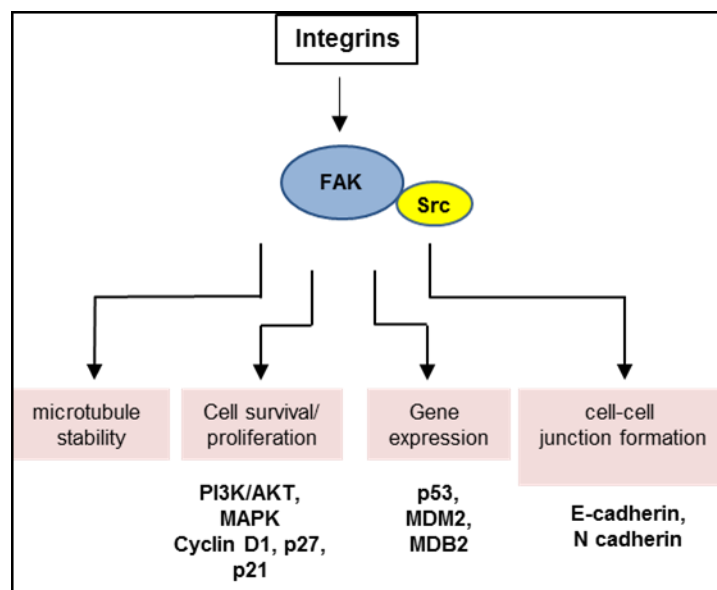 Integrins
FAK
Src
microtubule
stability
Cell survival/
proliferation
Gene
expression
cell-cell
junction formation
PI3K/AKT,
MAPK
Cyclin D1, p27,
p21
p53,
MDM2,
MDB2
E-cadherin,
N cadherin